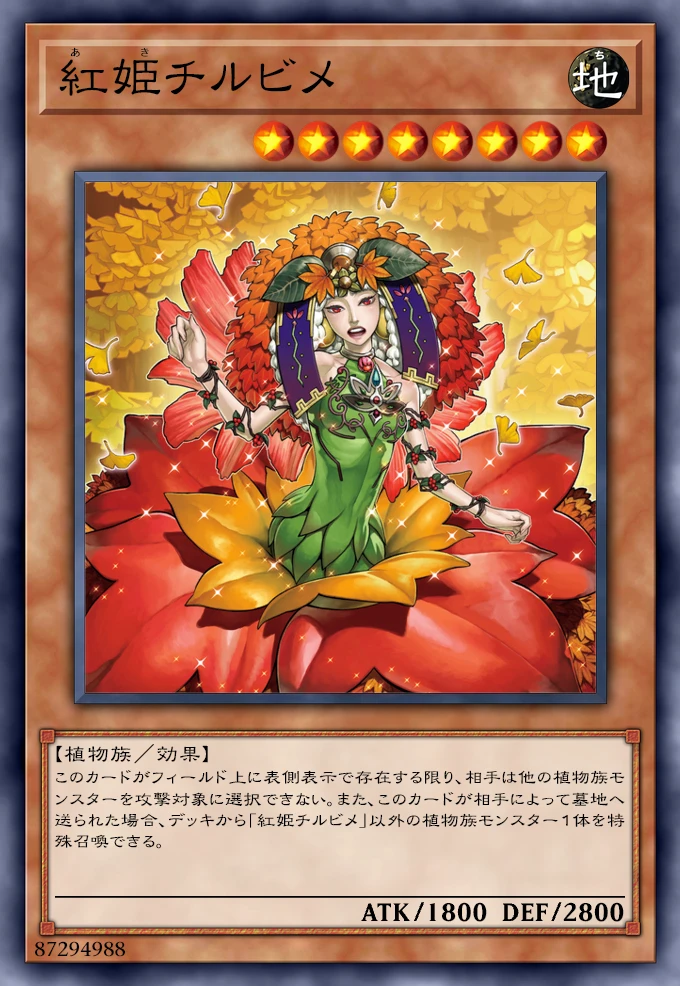 あき
紅姫チルビメ
ち
地
【植物族／効果】
このカードがフィールド上に表側表示で存在する限り、相手は他の植物族モ
ンスターを攻撃対象に選択できない。また、このカードが相手によって墓地へ
送られた場合、デッキから「紅姫チルビメ」以外の植物族モンスター１体を特
殊召喚できる。
ATK/1800 DEF/2800
87294988